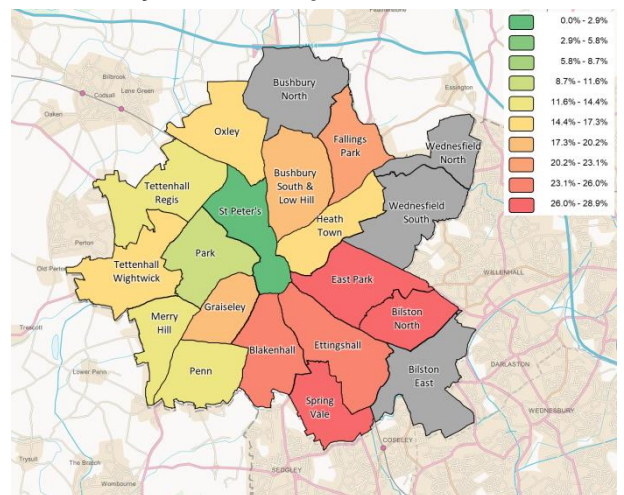 0.0% - 2.9%
2.9% - 5.8%
5.8% - 8.7%
8.7% - 11.6%
11.6% - 14.4%
14.4% - 17.3%
17.3% - 20.2%
20.2% - 23.1%
23.1% - 26.0%
26.0% - 28.9%
Essington
Bilbrook
Codsall
Lane Green
Oaken
Bushbury
North
Oxley
Fallings
Park
Wednesfield
North
Bushbury
South &
Low Hill
Tettenhall
Regis
St Peter's
Wednesfield
South
Heath
Town
Perton
Park
Old Perton
Tettenhall
Wightwick
East Park
WILLENHALL
Graiseley
Merry
Hill
Bilston
North
Trescott
Ettingshall
Blakenhall
DARLASTON
Lower Penn
Penn
Bilston
East
Spring
Vale
WEDNESBURY
COSELEY
SEDGLEY
Trysull
The Bratch
Wombourne